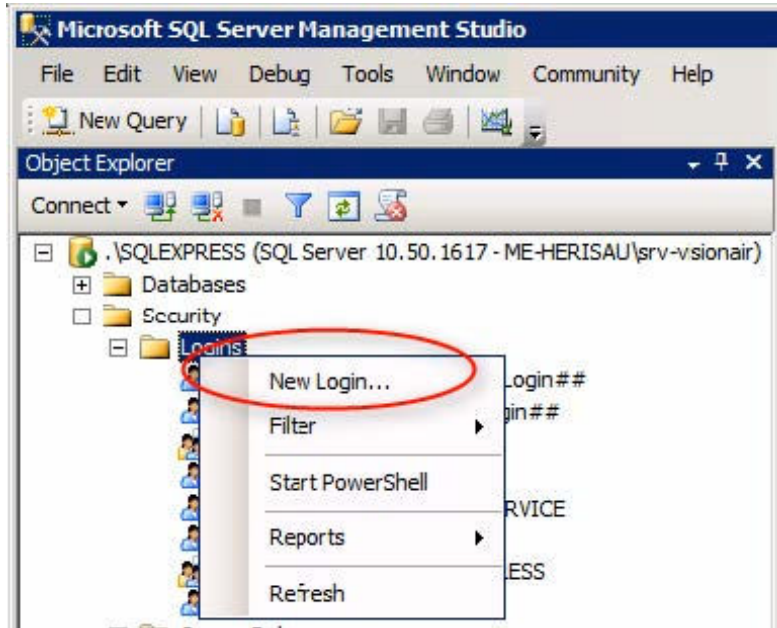 Microsoft SQL Server Management Studio
File Edit View Debug Tools Window Community Help
New Query
Object Explorer
Connect
.\SQLEXPRESS (SQL Server 10.50.1617 - ME-HERISAU\srv-vsionair)
Databases
Security
Logins
New Login...
Login##
Filter
gin##
Start PowerShell
RVICE
Reports
ESS
Refresh